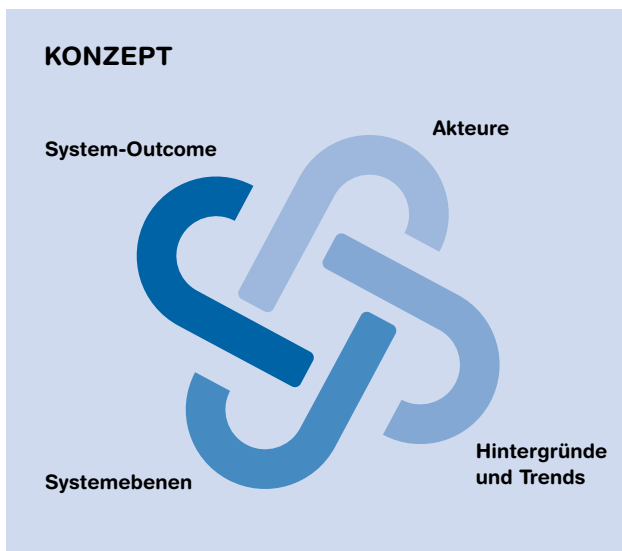 KONZEPT
Akteure
System-Outcome
Hintergründe
und Trends
Systemebenen